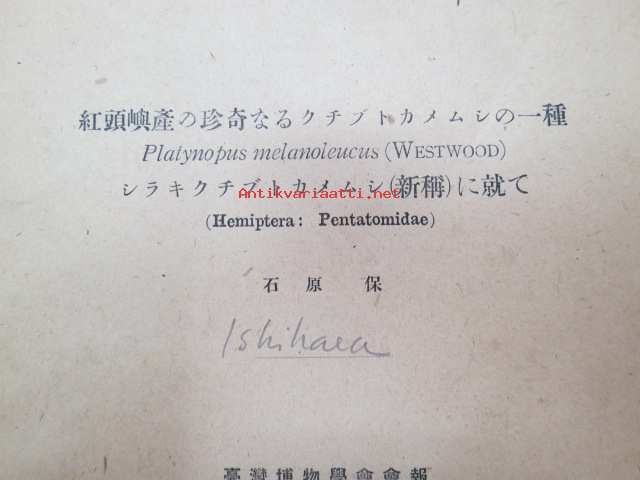 紅頭嶼產の珍奇なるクチブトカメムシの一種
Platynopus melanoleucus (WESTWOOD)
シラキクチブトカメムシ(新稱)に就て
Antikvariaatti.net
(Hemiptera: Pentatomidae)
石原 保
Ishihara
臺灣博物學會會報